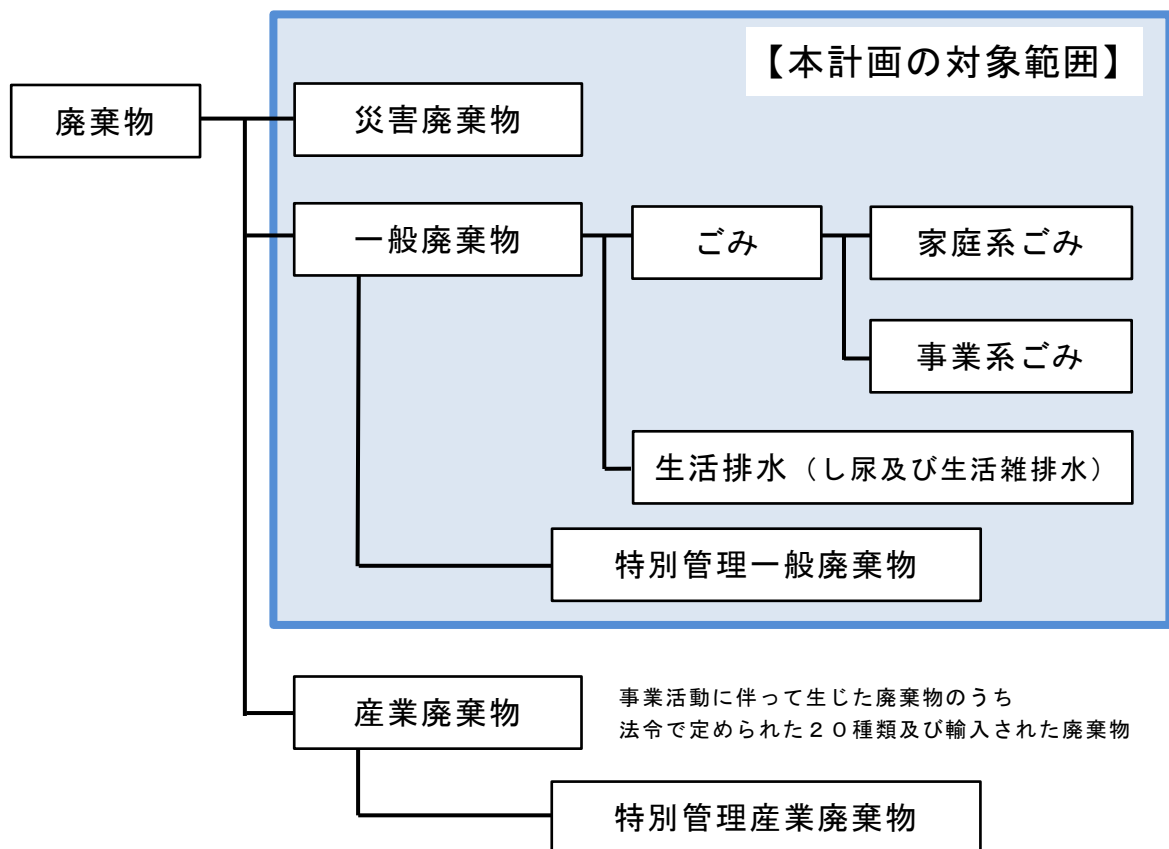 【本計画の対象範囲】
廃棄物
災害廃棄物
一般廃棄物
ごみ
家庭系ごみ
事業系ごみ
生活排水（し尿及び生活雑排水）
特別管理一般廃棄物
産業廃棄物
事業活動に伴って生じた廃棄物のうち
法令で定められた２０種類及び輸入された廃棄物
特別管理産業廃棄物